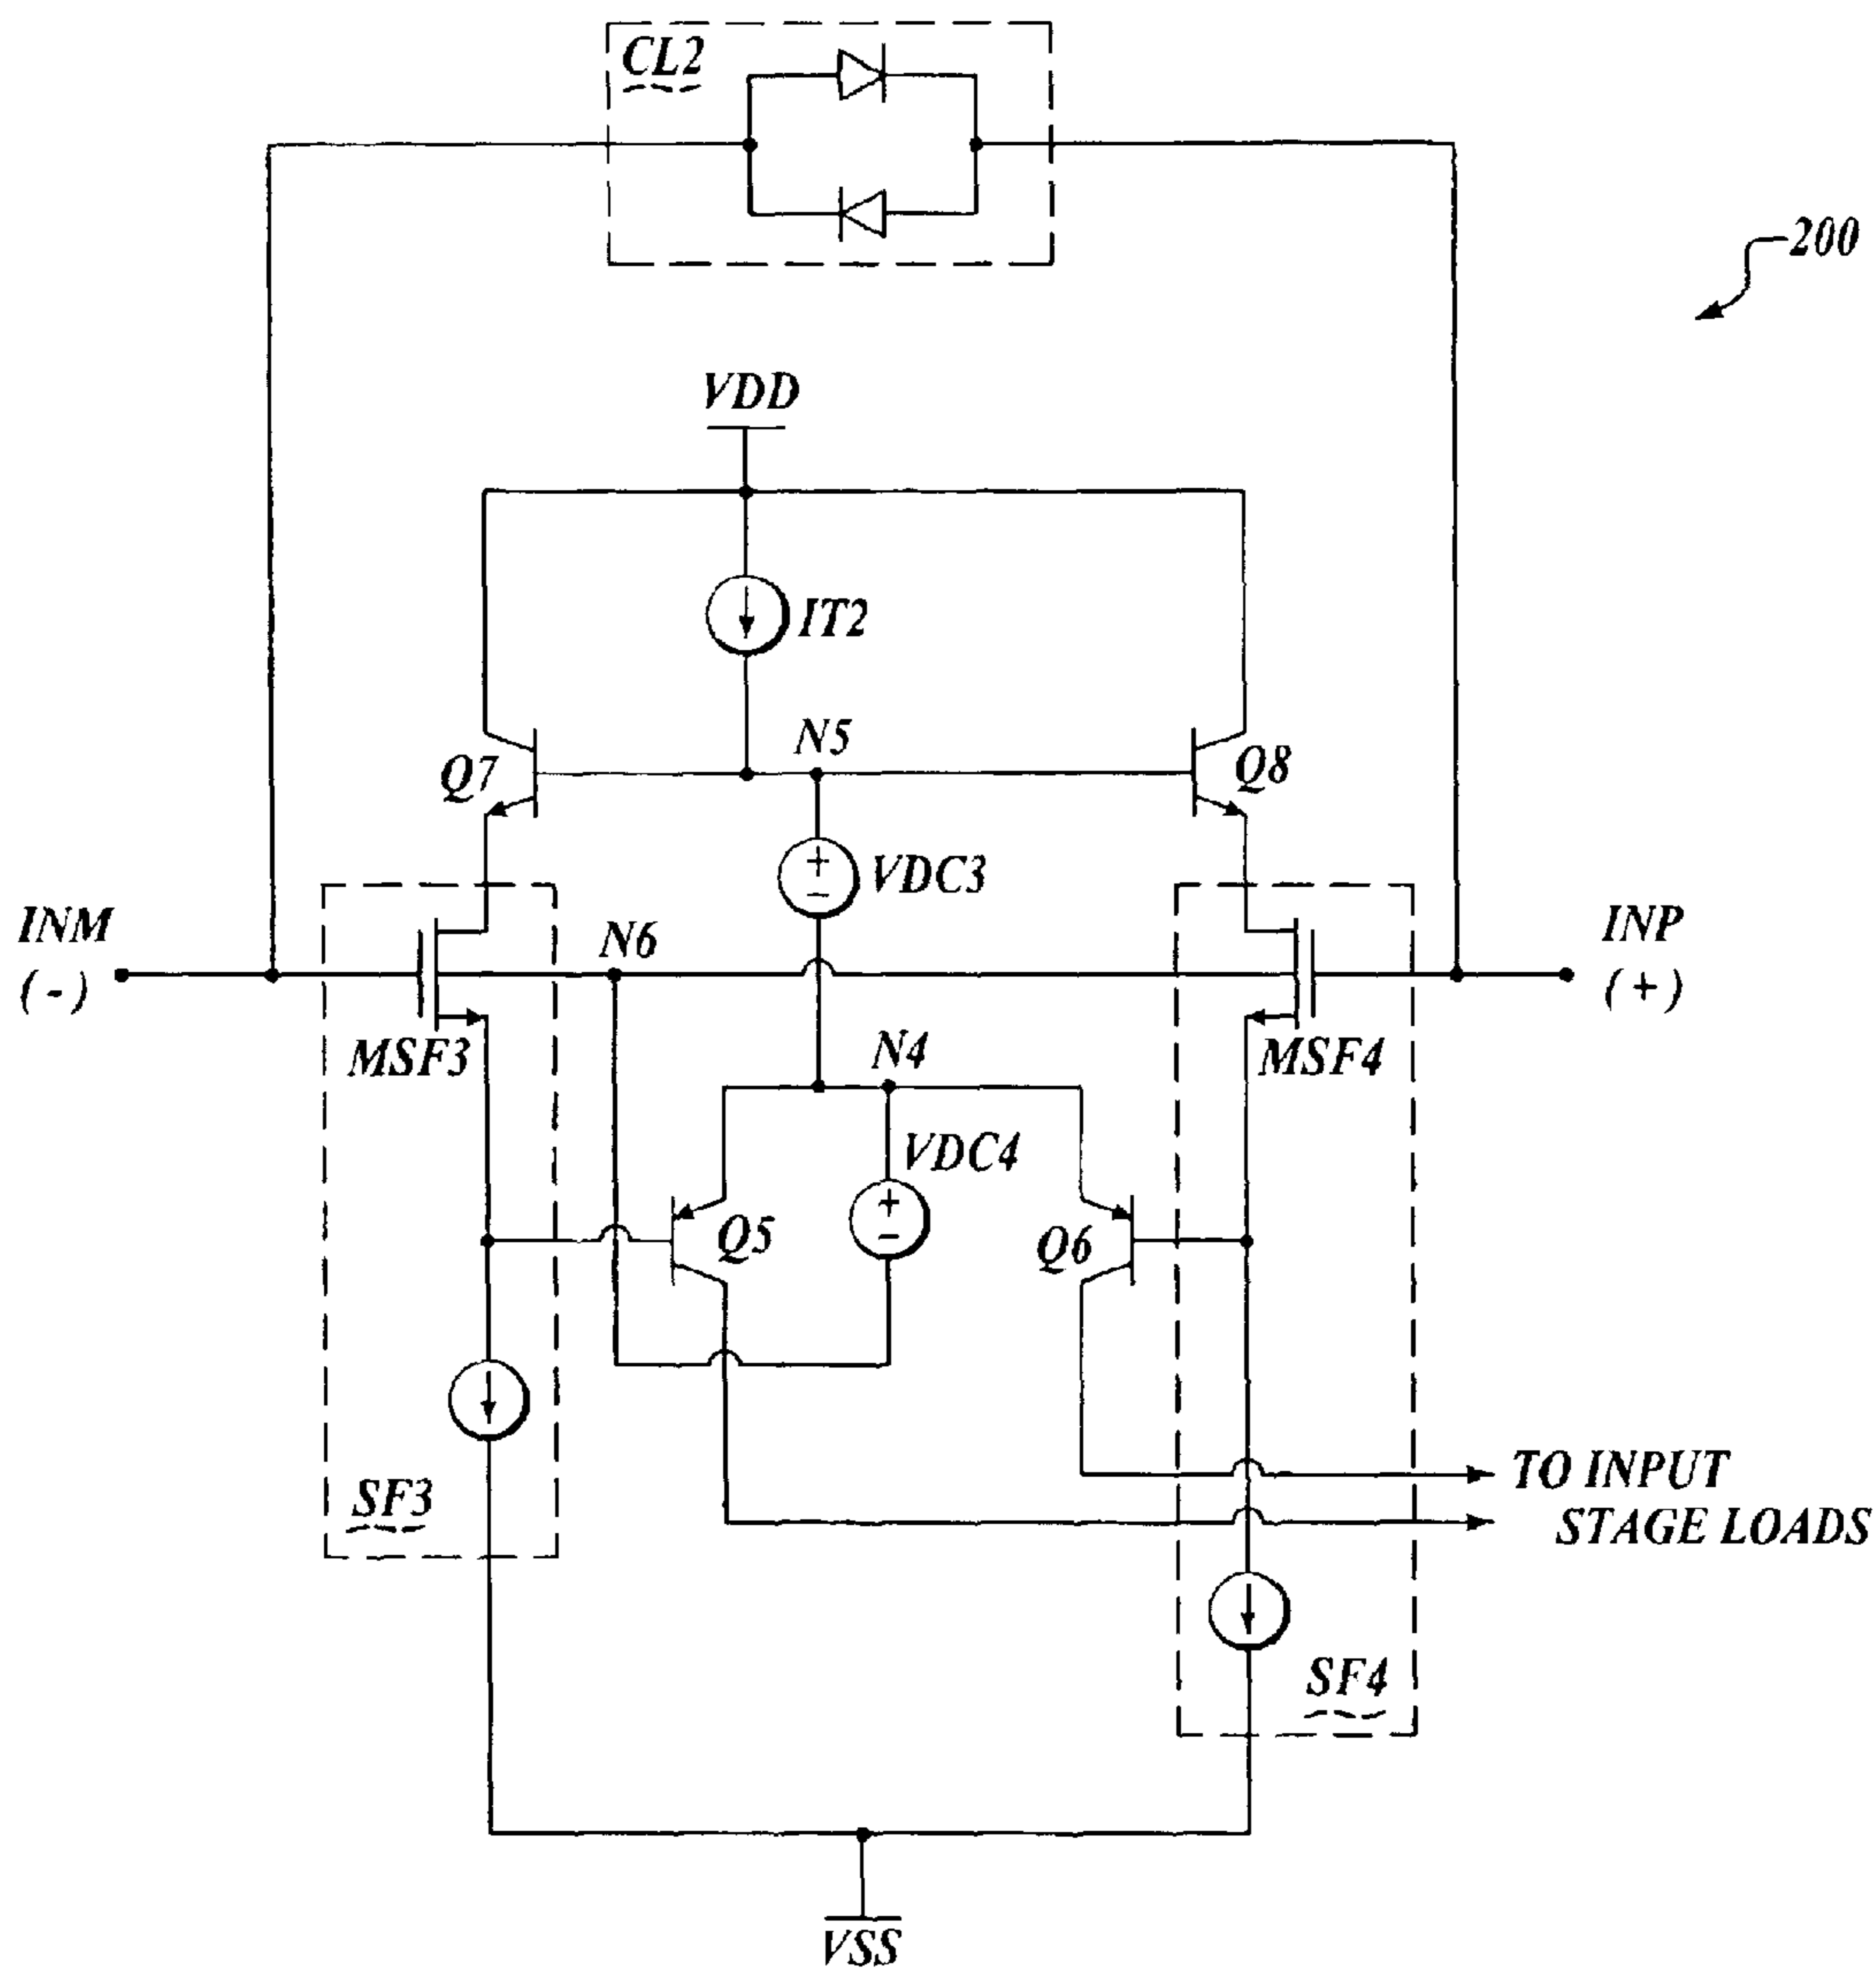 CL2
200
VDD
IT2
N5
Q7
Q8
VDC3
INM
(-)
N6
INP
(+)
MSF3
N4
MSF4
VDC4
Q5
Q6
TO INPUT
STAGE LOADS
SF3
SF4
VSS